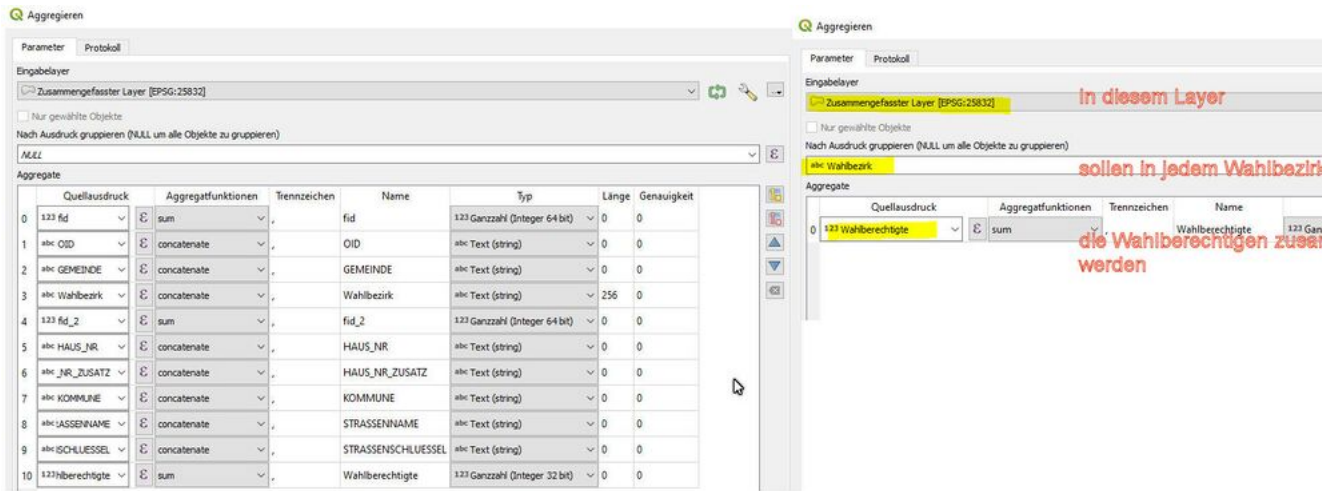 Aggregieren
Parameter Protokoll
Eingabelayer
Zusammengefasster Layer [EPSG:25832]
Nur gewählte Objekte
Nach Ausdruck gruppieren (NULL um alle Objekte zu gruppieren)
NULL
Aggregate
Quellausdruck Aggregatfunktionen Trennzeichen Name Typ Länge Genauigkeit
0 123 fid ε sum , fid 123 Ganzzahl (Integer 64 bit) 0 0
1 abc OID ε concatenate , OID abc Text (string) 0 0
2 abc GEMEINDE ε concatenate , GEMEINDE abc Text (string) 0 0
3 abc Wahlbezirk ε concatenate , Wahlbezirk abc Text (string) 256 0
4 123 fid_2 ε sum , fid_2 123 Ganzzahl (Integer 64 bit) 0 0
5 abc HAUS_NR ε concatenate , HAUS_NR abc Text (string) 0 0
6 abc _NR_ZUSATZ ε concatenate , HAUS_NR_ZUSATZ abc Text (string) 0 0
7 abc KOMMUNE ε concatenate , KOMMUNE abc Text (string) 0 0
8 abc ASSENNAME ε concatenate , STRASSENNAME abc Text (string) 0 0
9 abc SCHLUESSEL ε concatenate , STRASSENSCHLUESSEL abc Text (string) 0 0
10 123 hlberechtigte ε sum , Wahlberechtigte 123 Ganzzahl (Integer 32 bit) 0 0
Aggregieren
Parameter Protokoll
Eingabelayer
Zusammengefasster Layer [EPSG:25832]
in diesem Layer
Nur gewählte Objekte
Nach Ausdruck gruppieren (NULL um alle Objekte zu gruppieren)
abc Wahlbezirk
sollen in jedem Wahlbezirk
Aggregate
Quellausdruck Aggregatfunktionen Trennzeichen Name
0 123 Wahlberechtigte ε sum , Wahlberechtigte 123 Gan
die Wahlberechtigen zusa
werden